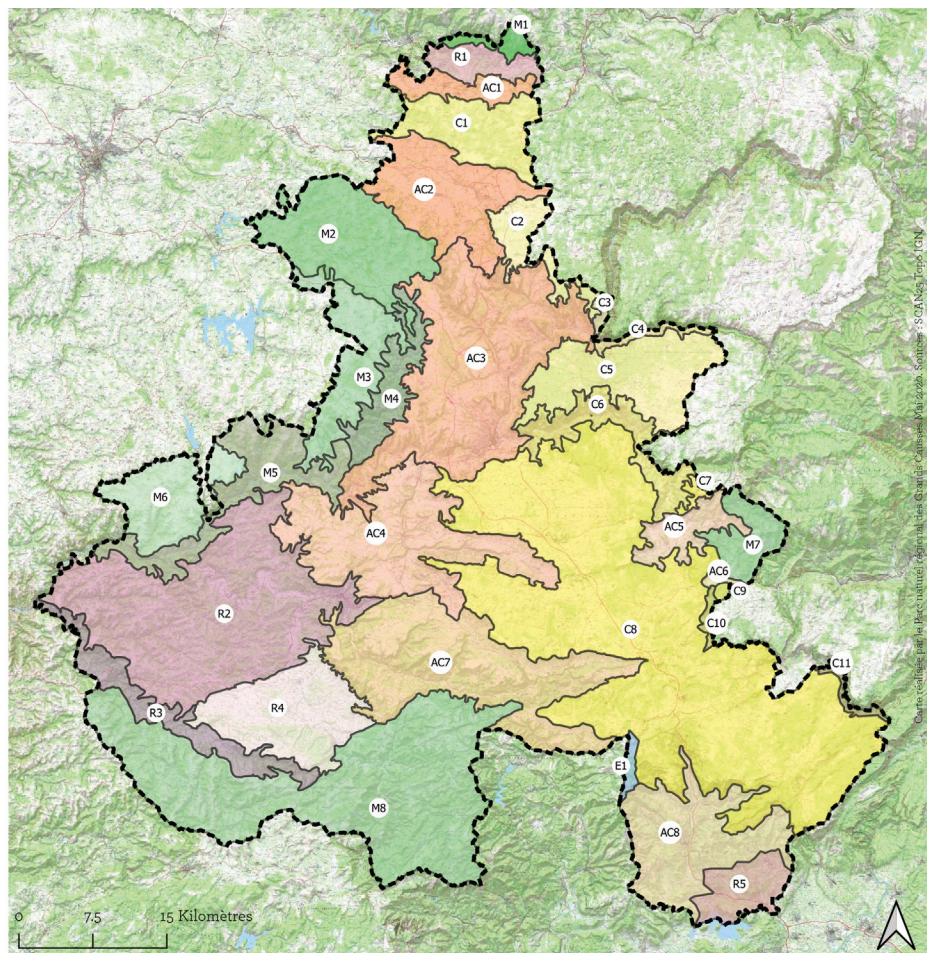 M1
R1
AC1
C1
AC2
C2
M2
C3
C4
AC3
C5
M3
M4
C6
M5
C7
M6
AC5
AC4
M7
AC6
C9
R2
C10
C8
AC7
C11
R3
R4
E1
M8
AC8
R5
0 7.5 15 Kilomètres
Carte réalisée par le Parc naturel régional des Grands Causses.Mai 2020. Sources : SCAN25 Topo IGN.